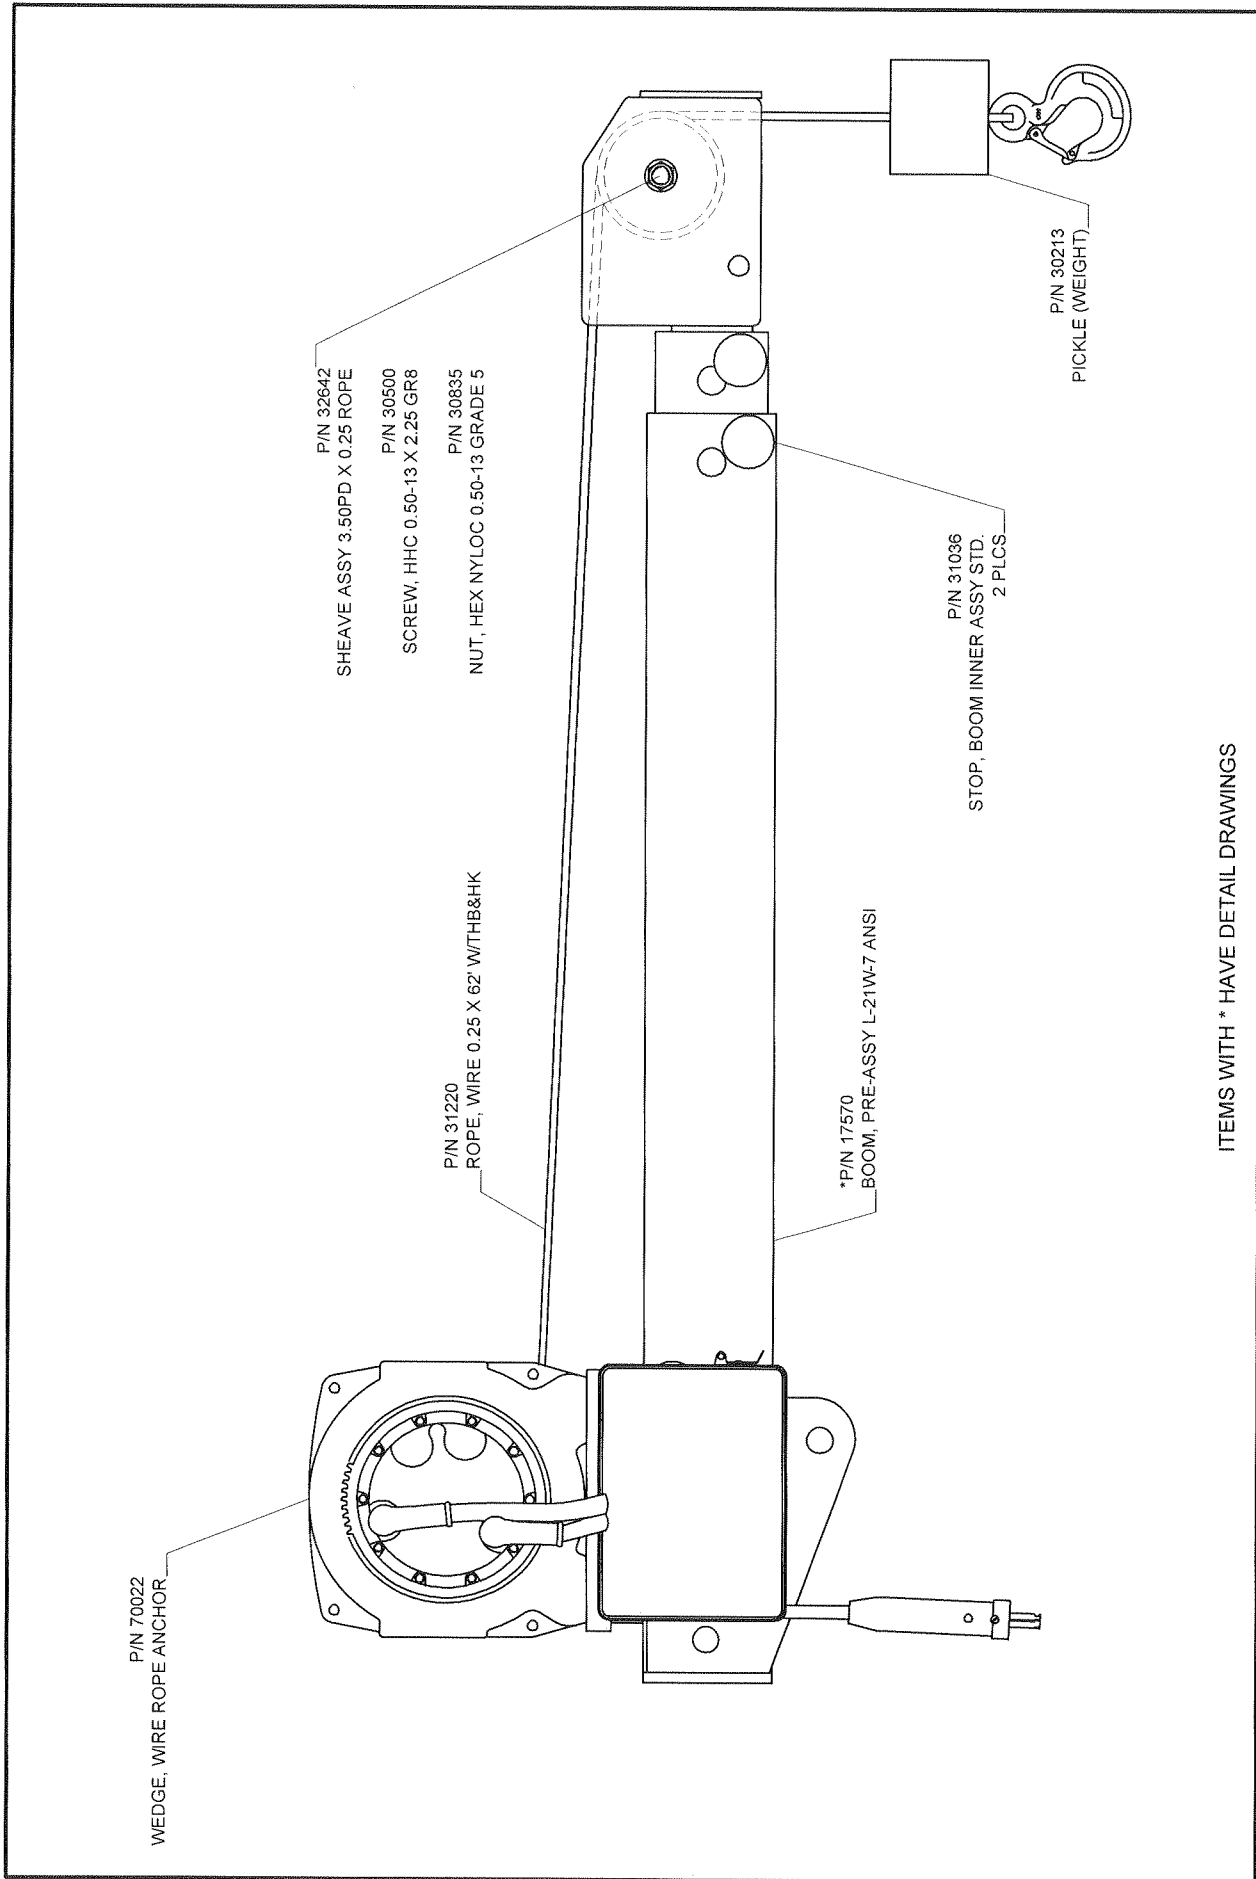 P/N 70022
WEDGE, WIRE ROPE ANCHOR
P/N 31220
ROPE, WIRE 0.25 X 62' W/THB&HK
P/N 32642
SHEAVE ASSY 3.50PD X 0.25 ROPE
P/N 30500
SCREW, HHC 0.50-13 X 2.25 GR8
P/N 30835
NUT, HEX NYLOC 0.50-13 GRADE 5
*P/N 17570
BOOM, PRE-ASSY L-21W-7 ANSI
P/N 31036
STOP, BOOM INNER ASSY STD.
2 PLCS
P/N 30213
PICKLE (WEIGHT)
ITEMS WITH * HAVE DETAIL DRAWINGS